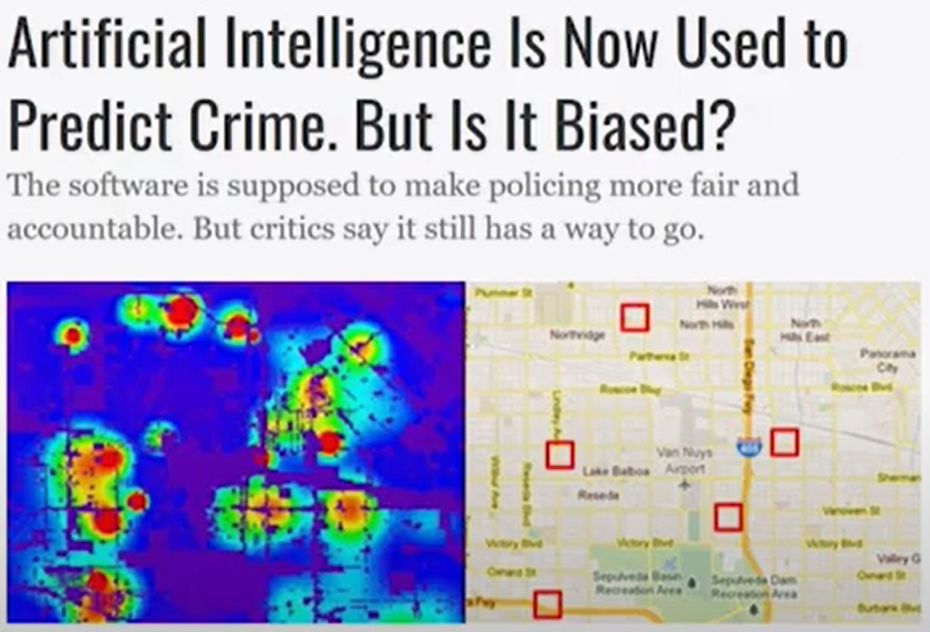 Artificial Intelligence Is Now Used to
Predict Crime. But Is It Biased?
The software is supposed to make policing more fair and
accountable. But critics say it still has a way to go.
Plummer St
North
Hills West
Northridge
North Hills
North
Hills East
Parthenia St
Panorama
City
San Diego Fwy
Roscoe Blvd
Roscoe Blvd
Lindley Av
Van Nuys
Airport
405
Lake Balboa
Reseda
Wilbur Ave
Reseda Blvd
Sherman
Vanowen St
Victory Blvd
Victory Blvd
Victory Blvd
Valley G
Oxnard St
Sepulveda Basin
Recreation Area
Sepulveda Dam
Recreation Area
Oxnard St
a Fwy
Burbank Blvd